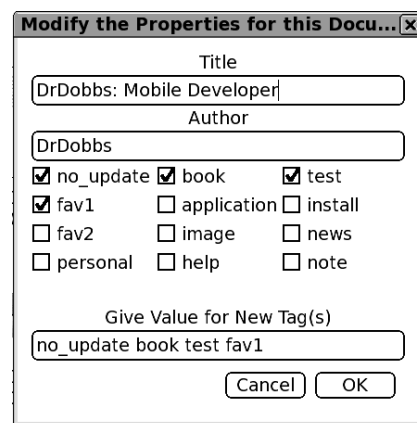 Modify the Properties for this Docu...
Title
DrDobbs: Mobile Developer
Author
DrDobbs
no_update book test
fav1 application install
fav2 image news
personal help note
Give Value for New Tag(s)
no_update book test fav1
Cancel OK